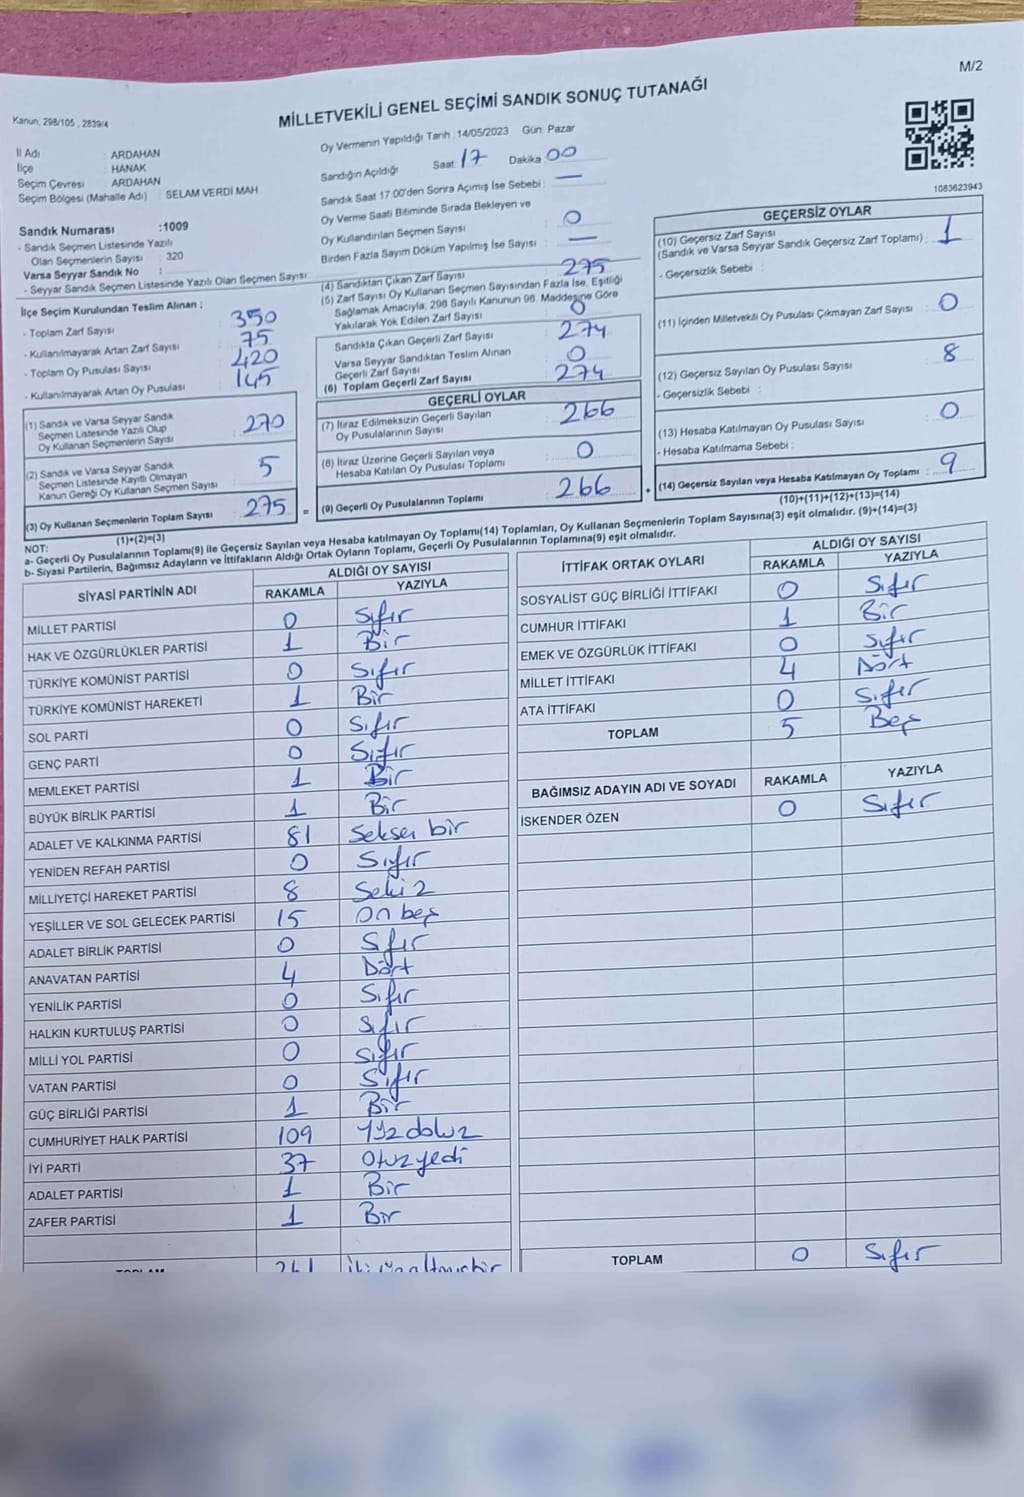 M/2
MİLLETVEKİLİ GENEL SEÇİMİ SANDIK SONUÇ TUTANAĞI
Kanun: 298/105 , 2839/4
İl Adı : ARDAHAN
İlçe : HANAK
Seçim Çevresi : ARDAHAN
Seçim Bölgesi (Mahalle Adı) : SELAM VERDİ MAH.
Sandık Numarası :1009
- Sandık Seçmen Listesinde Yazılı
Olan Seçmenlerin Sayısı : 320
Varsa Seyyar Sandık No :
- Seyyar Sandık Seçmen Listesinde Yazılı Olan Seçmen Sayısı :
Oy Vermenin Yapıldığı Tarih :14/05/2023 Gün: Pazar
Sandığın Açıldığı Saat: 17 Dakika: 00
Sandık Saat 17:00'den Sonra Açımış İse Sebebi : —
Oy Verme Saati Bitiminde Sırada Bekleyen ve
Oy Kullandırılan Seçmen Sayısı : 0
Birden Fazla Sayım Döküm Yapılmış İse Sayısı : —
1083623943
İlçe Seçim Kurulundan Teslim Alınan ;
- Toplam Zarf Sayısı : 350
- Kullanılmayarak Artan Zarf Sayısı : 75
- Toplam Oy Pusulası Sayısı : 420
- Kullanılmayarak Artan Oy Pusulası : 145
(1) Sandık ve Varsa Seyyar Sandık
Seçmen Listesinde Yazılı Olup
Oy Kullanan Seçmenlerin Sayısı : 270
(2) Sandık ve Varsa Seyyar Sandık
Seçmen Listesinde Kayıtlı Olmayan
Kanun Gereği Oy Kullanan Seçmen Sayısı : 5
(3) Oy Kullanan Seçmenlerin Toplam Sayısı : 275
(1)+(2)=(3)
(4) Sandıktan Çıkan Zarf Sayısı : 275
(5) Zarf Sayısı Oy Kullanan Seçmen Sayısından Fazla İse, Eşitliği
Sağlamak Amacıyla; 298 Sayılı Kanunun 98. Maddesine Göre
Yakılarak Yok Edilen Zarf Sayısı : 0
Sandıkta Çıkan Geçerli Zarf Sayısı : 274
Varsa Seyyar Sandıktan Teslim Alınan
Geçerli Zarf Sayısı : 0
(6) Toplam Geçerli Zarf Sayısı : 274
GEÇERLİ OYLAR
(7) İtiraz Edilmeksizin Geçerli Sayılan
Oy Pusulalarının Sayısı : 266
(8) İtiraz Üzerine Geçerli Sayılan veya
Hesaba Katılan Oy Pusulası Toplamı : 0
= (9) Geçerli Oy Pusulalarının Toplamı : 266
GEÇERSİZ OYLAR
(10) Geçersiz Zarf Sayısı
(Sandık ve Varsa Seyyar Sandık Geçersiz Zarf Toplamı) : 1
- Geçersizlik Sebebi :
(11) İçinden Milletvekili Oy Pusulası Çıkmayan Zarf Sayısı : 0
(12) Geçersiz Sayılan Oy Pusulası Sayısı : 8
- Geçersizlik Sebebi :
(13) Hesaba Katılmayan Oy Pusulası Sayısı : 0
- Hesaba Katılmama Sebebi :
+ (14) Geçersiz Sayılan veya Hesaba Katılmayan Oy Toplamı : 9
(10)+(11)+(12)+(13)=(14)
NOT:
a- Geçerli Oy Pusulalarının Toplamı(9) ile Geçersiz Sayılan veya Hesaba katılmayan Oy Toplamı(14) Toplamları, Oy Kullanan Seçmenlerin Toplam Sayısına(3) eşit olmalıdır. (9)+(14)=(3)
b- Siyasi Partilerin, Bağımsız Adayların ve İttifakların Aldığı Ortak Oyların Toplamı, Geçerli Oy Pusulalarının Toplamına(9) eşit olmalıdır.
SİYASİ PARTİNİN ADI ALDIĞI OY SAYISI
RAKAMLA YAZIYLA
MİLLET PARTİSİ 0 Sıfır
HAK VE ÖZGÜRLÜKLER PARTİSİ 1 Bir
TÜRKİYE KOMÜNİST PARTİSİ 0 Sıfır
TÜRKİYE KOMÜNİST HAREKETİ 1 Bir
SOL PARTİ 0 Sıfır
GENÇ PARTİ 0 Sıfır
MEMLEKET PARTİSİ 1 Bir
BÜYÜK BİRLİK PARTİSİ 1 Bir
ADALET VE KALKINMA PARTİSİ 81 Seksen bir
YENİDEN REFAH PARTİSİ 0 Sıfır
MİLLİYETÇİ HAREKET PARTİSİ 8 Sekiz
YEŞİLLER VE SOL GELECEK PARTİSİ 15 On beş
ADALET BİRLİK PARTİSİ 0 Sıfır
ANAVATAN PARTİSİ 4 Dört
YENİLİK PARTİSİ 0 Sıfır
HALKIN KURTULUŞ PARTİSİ 0 Sıfır
MİLLİ YOL PARTİSİ 0 Sıfır
VATAN PARTİSİ 0 Sıfır
GÜÇ BİRLİĞİ PARTİSİ 1 Bir
CUMHURİYET HALK PARTİSİ 109 Yüz dokuz
İYİ PARTİ 37 Otuz yedi
ADALET PARTİSİ 1 Bir
ZAFER PARTİSİ 1 Bir
TOPLAM 261 İki yüz altmış bir
İTTİFAK ORTAK OYLARI ALDIĞI OY SAYISI
RAKAMLA YAZIYLA
SOSYALİST GÜÇ BİRLİĞİ İTTİFAKI 0 Sıfır
CUMHUR İTTİFAKI 1 Bir
EMEK VE ÖZGÜRLÜK İTTİFAKI 0 Sıfır
MİLLET İTTİFAKI 4 Dört
ATA İTTİFAKI 0 Sıfır
TOPLAM 5 Beş
BAĞIMSIZ ADAYIN ADI VE SOYADI RAKAMLA YAZIYLA
İSKENDER ÖZEN 0 Sıfır
TOPLAM 0 Sıfır